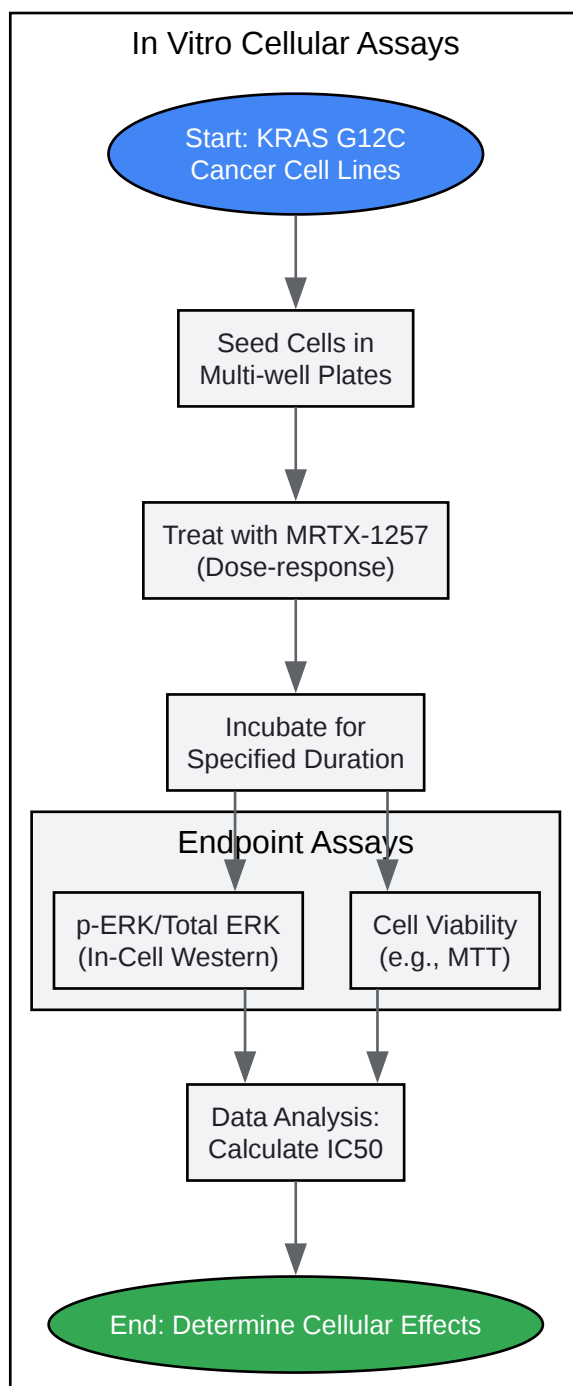 In Vitro Cellular Assays
Start: KRAS G12C
Cancer Cell Lines
Seed Cells in
Multi-well Plates
Treat with MRTX-1257
(Dose-response)
Incubate for
Specified Duration
Endpoint Assays
p-ERK/Total ERK
(In-Cell Western)
Cell Viability
(e.g., MTT)
Data Analysis:
Calculate IC50
End: Determine Cellular Effects